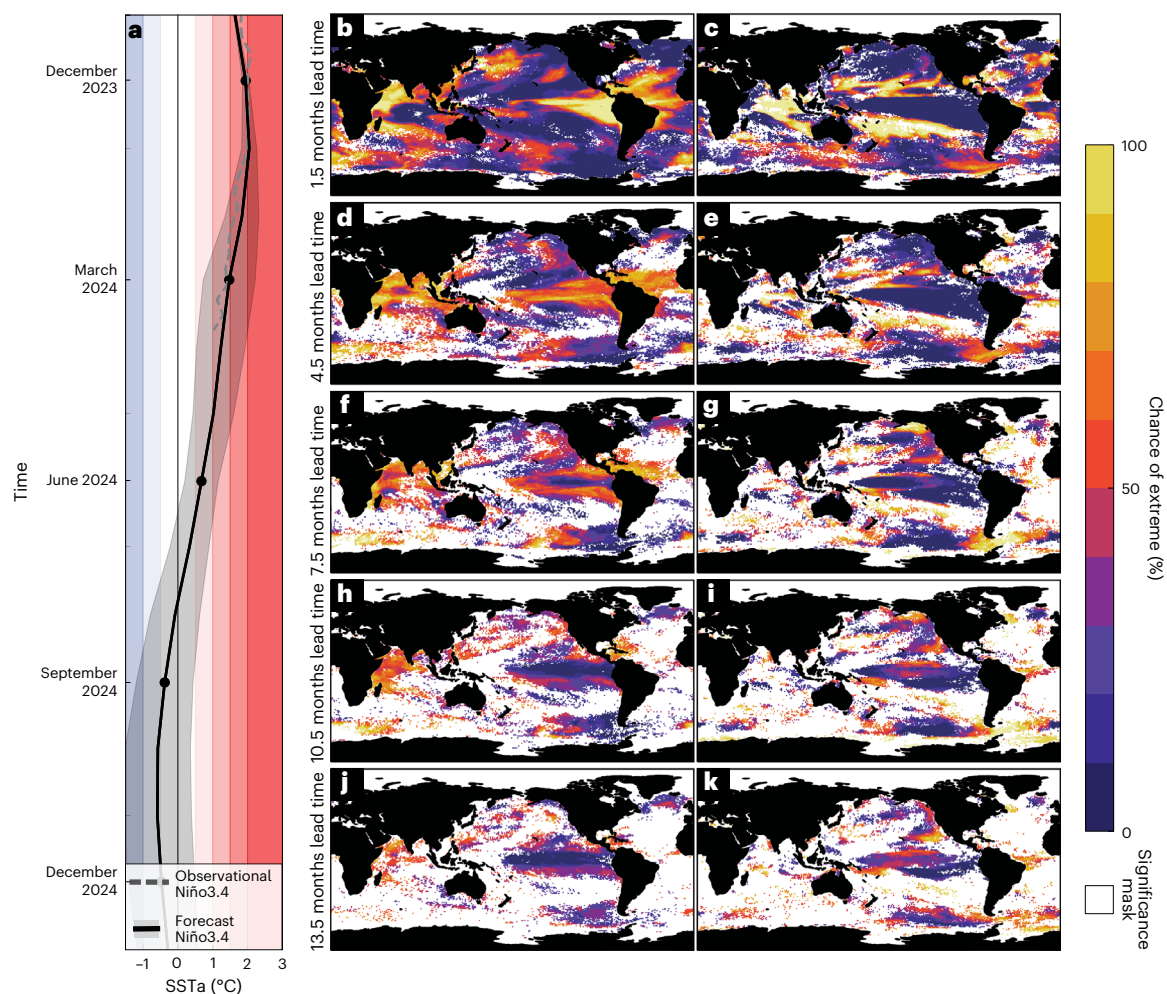 a
December
2023
March
2024
June 2024
September
2024
December
2024
Time
Observational
Niño3.4
Forecast
Niño3.4
–1
0
1
2
3
SSTa (°C)
1.5 months lead time
b
c
4.5 months lead time
d
e
7.5 months lead time
f
g
10.5 months lead time
h
i
13.5 months lead time
j
k
100
50
0
Chance of extreme (%)
Significance
mask